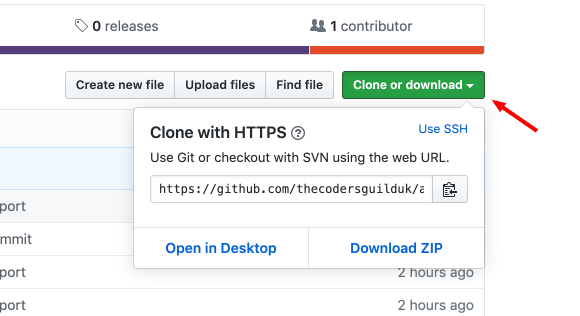 0 releases
1 contributor
Create new file
Upload files
Find file
Clone or download
Clone with HTTPS
Use SSH
Use Git or checkout with SVN using the web URL.
https://github.com/thecodersguilduk/a
Open in Desktop
Download ZIP
port
mmit
port
2 hours ago
port
2 hours ago